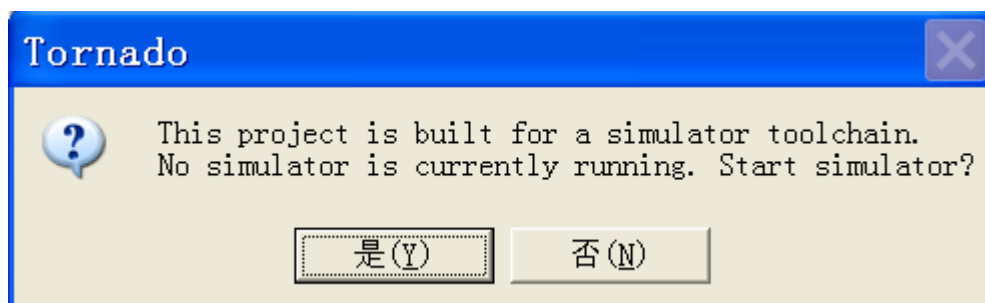 Tornado
This project is built for a simulator toolchain.
No simulator is currently running. Start simulator?
是(Y) 否(N)